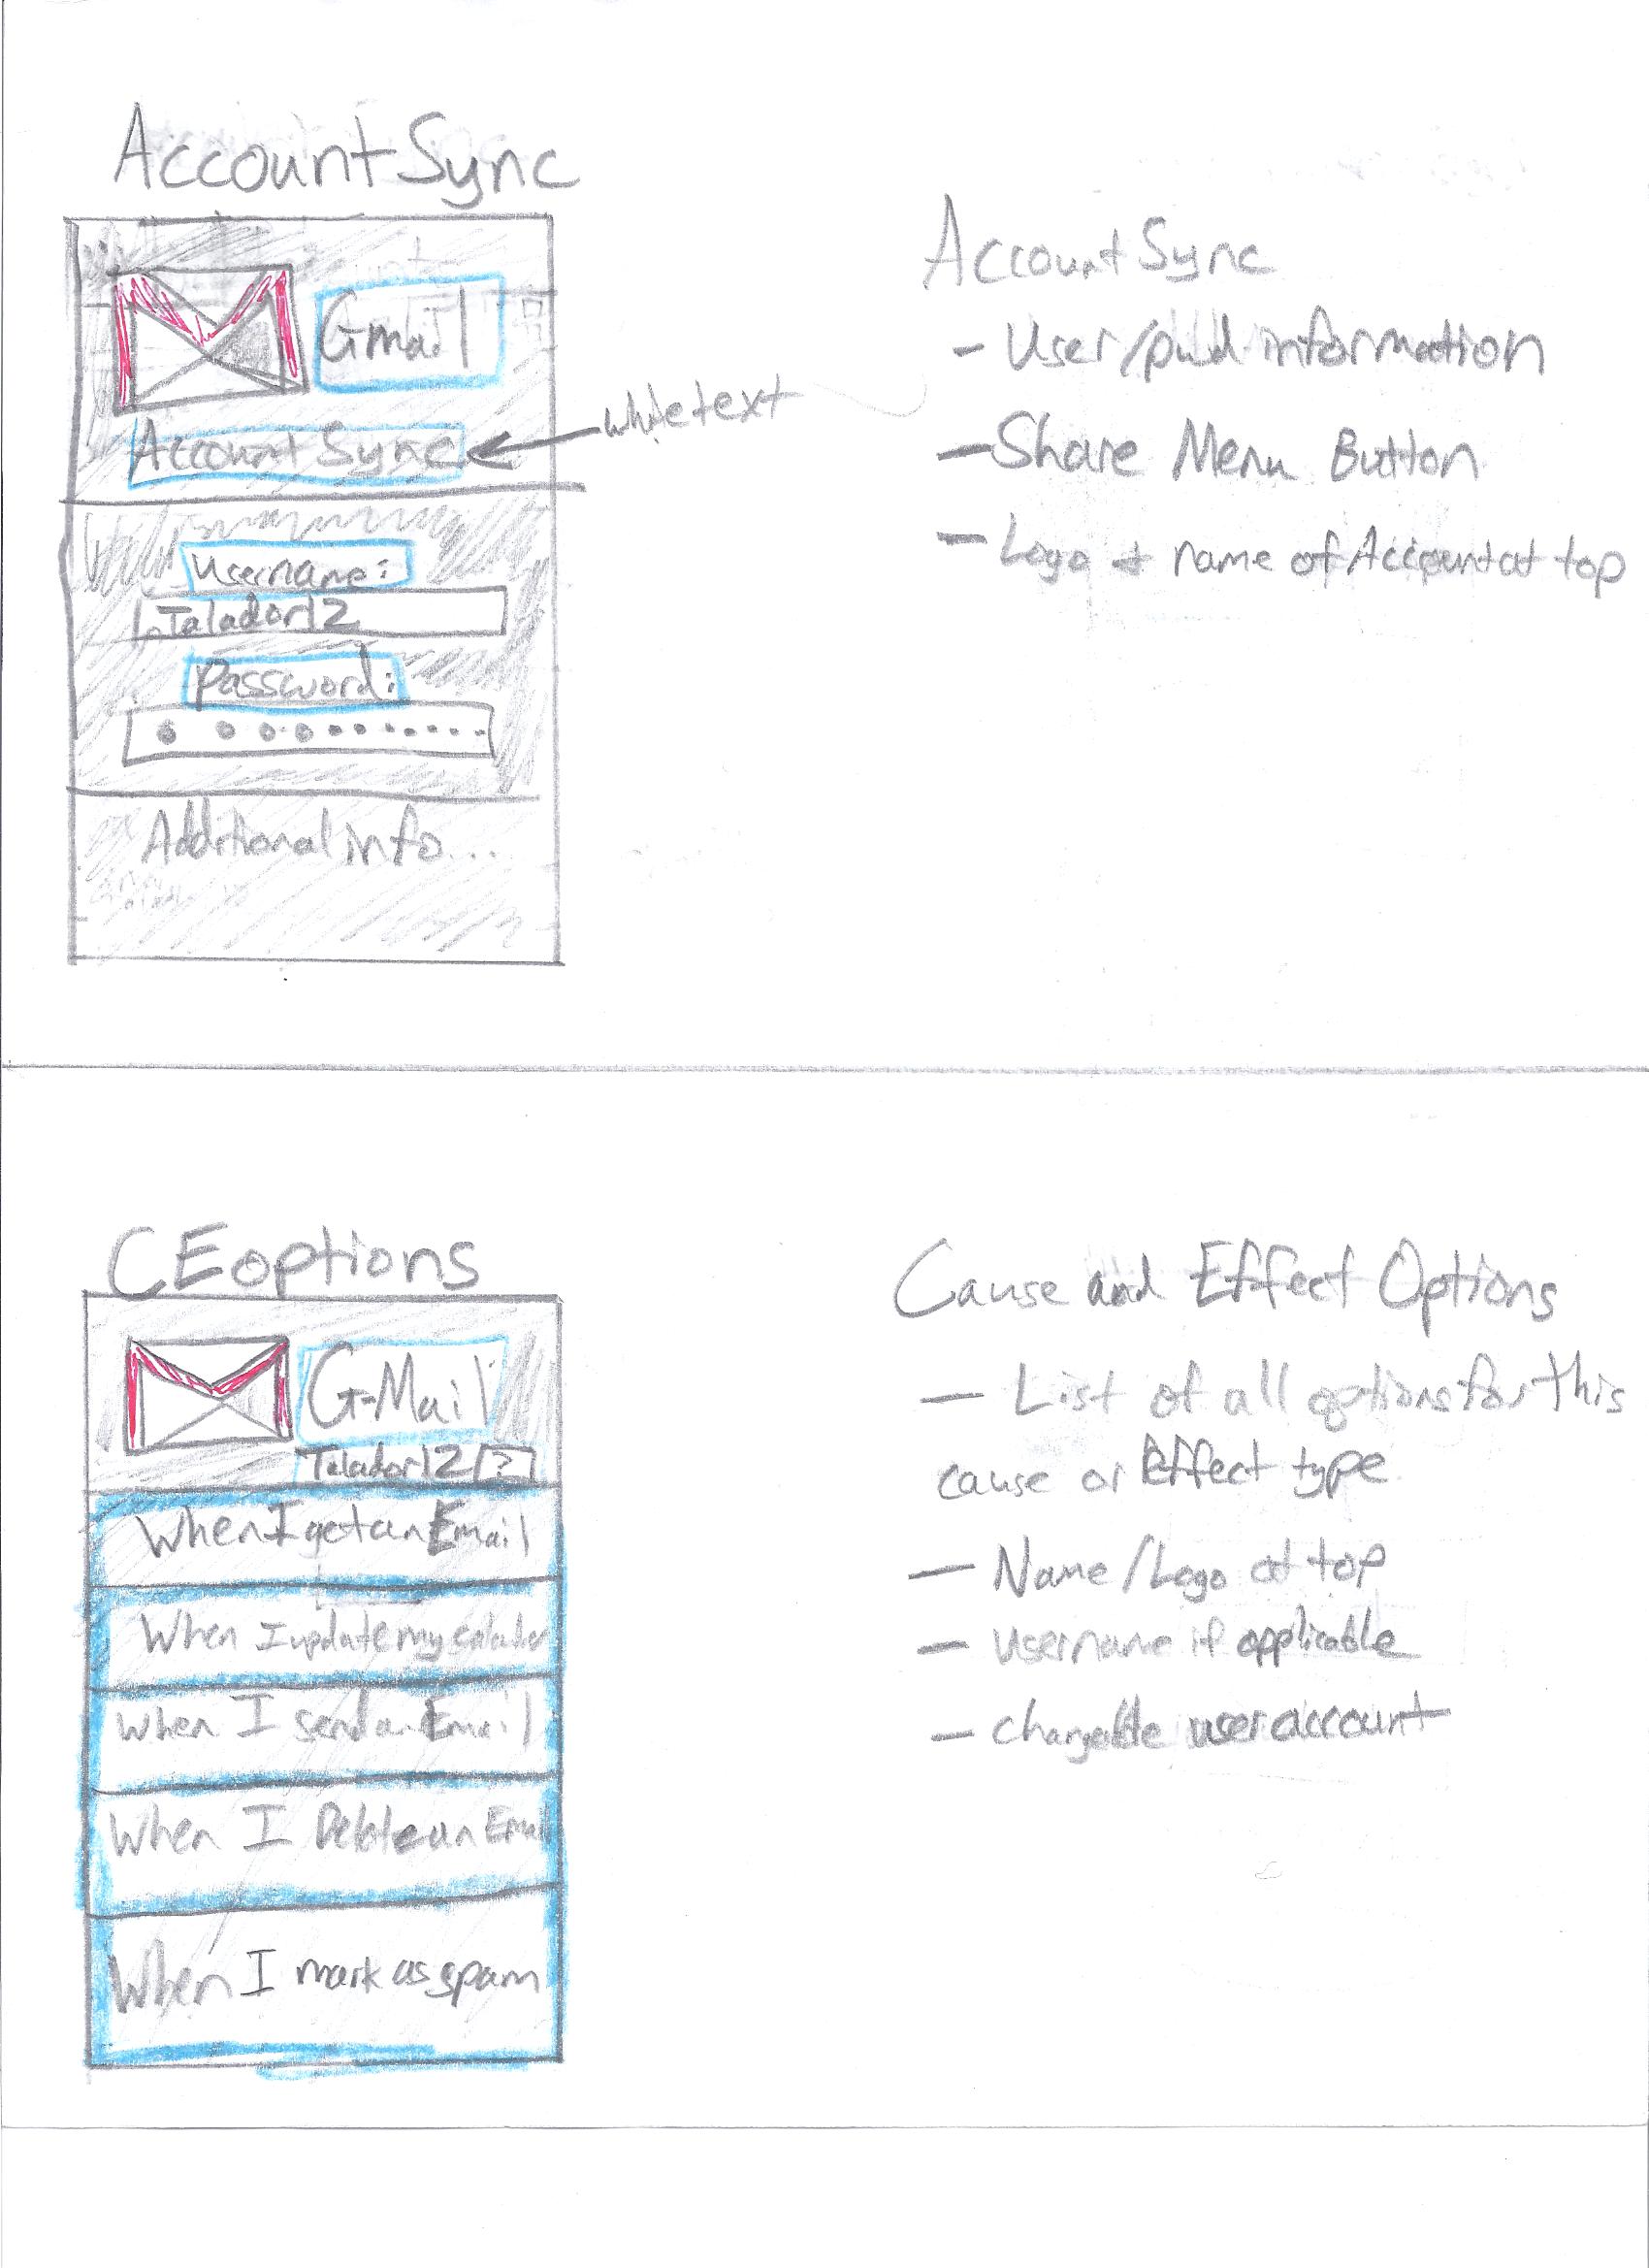 Account Sync
Gmail
Account Sync
white text
Username:
Talador12
Password:
Additional info...
Account Sync
- User/pwd information
- Share Menu Button
- Logo + name of Account at top
CEoptions
G-Mail
Talador12 ?
When I get an Email
When I update my
When I send an Email
When I Delete an Email
When I mark as spam
Cause and Effect Options
- List of all options for this
cause or Effect type
- Name/Logo at top
- username if applicable
- changeable user account